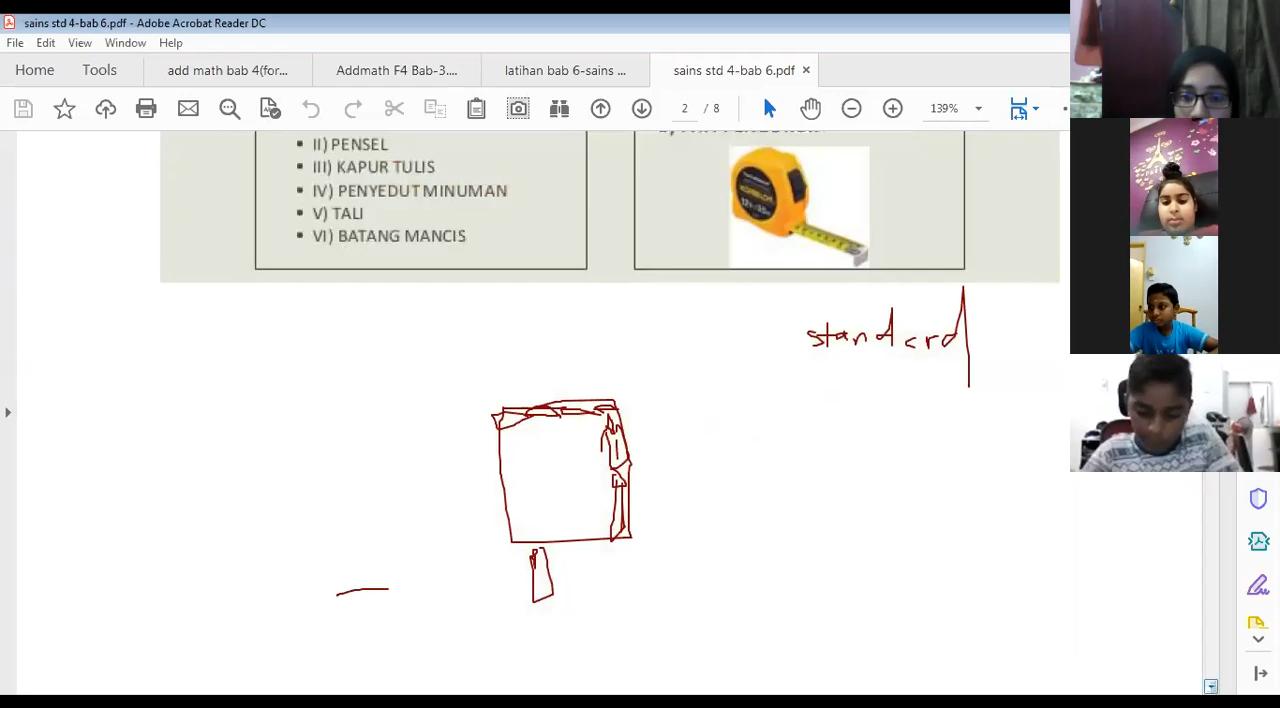 sains std 4-bab 6.pdf - Adobe Acrobat Reader DC
File Edit View Window Help
Home Tools add math bab 4(for... Addmath F4 Bab-3.... latihan bab 6-sains ... sains std 4-bab 6.pdf ×
2 / 8 139%
II) PENSEL
III) KAPUR TULIS
IV) PENYEDUT MINUMAN
V) TALI
VI) BATANG MANCIS
standard